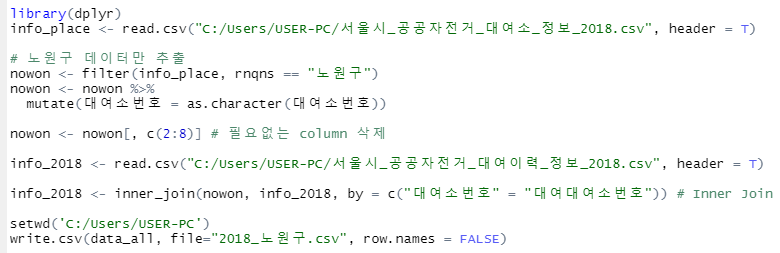 library(dplyr)
info_place <- read.csv("C:/Users/USER-PC/서울시_공공자전거_대여소_정보_2018.csv", header = T)
# 노원구 데이터만 추출
nowon <- filter(info_place, rnqns == "노원구")
nowon <- nowon %>%
mutate(대여소번호 = as.character(대여소번호))
nowon <- nowon[, c(2:8)] # 필요없는 column 삭제
info_2018 <- read.csv("C:/Users/USER-PC/서울시_공공자전거_대여이력_정보_2018.csv", header = T)
info_2018 <- inner_join(nowon, info_2018, by = c("대여소번호" = "대여대여소번호")) # Inner Join
setwd('C:/Users/USER-PC')
write.csv(data_all, file="2018_노원구.csv", row.names = FALSE)